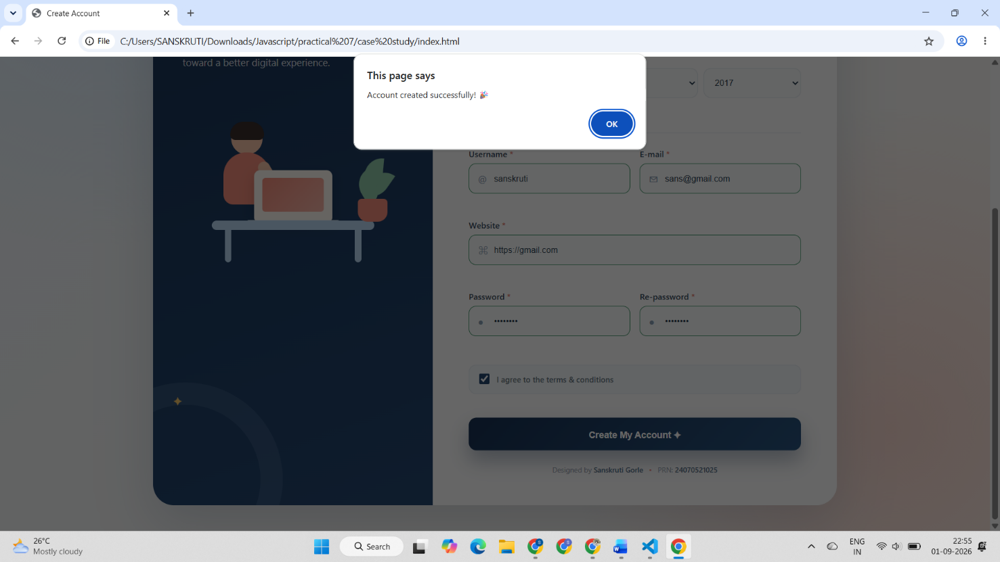 Create Account
File
C:/Users/SANSKRUTI/Downloads/Javascript/practical%207/case%20study/index.html
toward a better digital experience.
This page says
Account created successfully! 🎉
OK
2017
Username *
E-mail *
@ sanskruti
sans@gmail.com
Website *
⌘ https://gmail.com
Password *
Re-password *
••••••••
••••••••
I agree to the terms & conditions
Create My Account ✦
Designed by Sanskruti Gorle • PRN: 24070521025
26°C
Mostly cloudy
Search
ENG
IN
22:55
01-09-2026